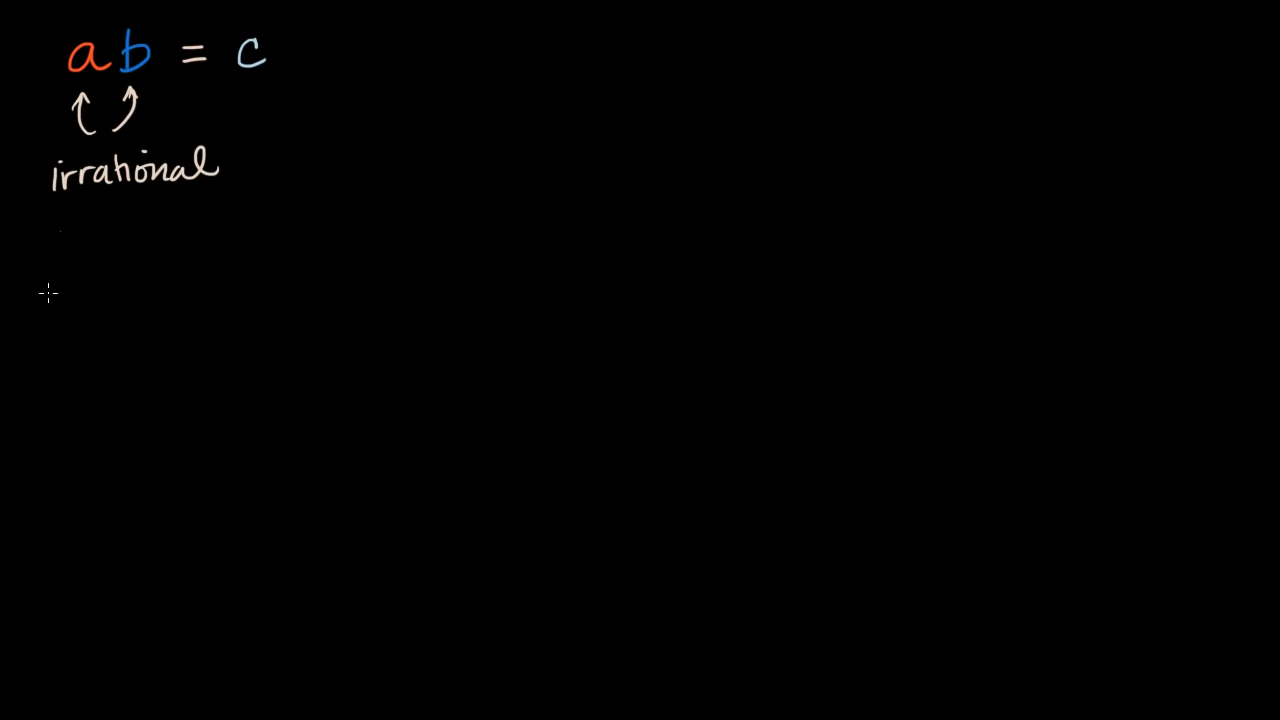 ab = c
irrational